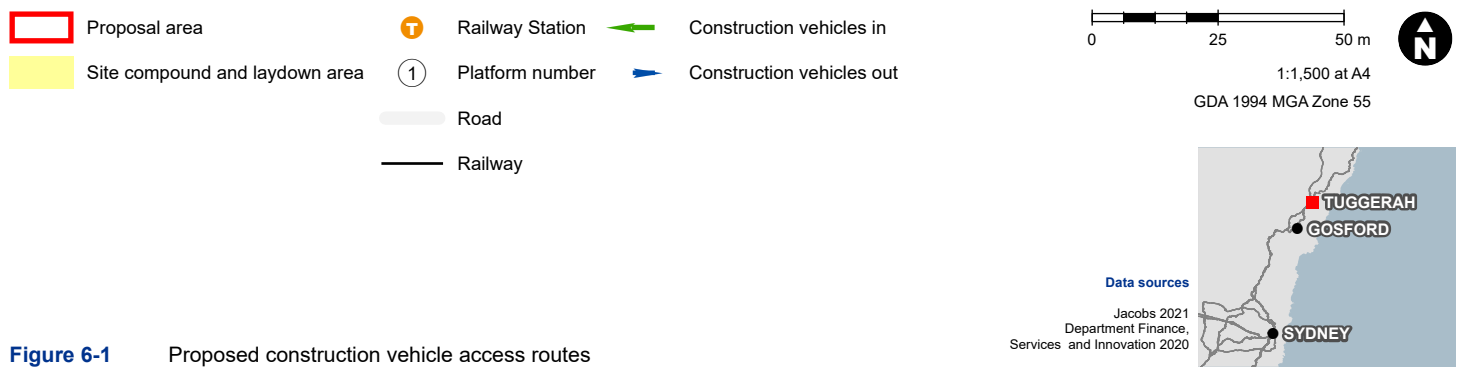 Proposal area
Site compound and laydown area
T
Railway Station
1
Platform number
Road
Railway
Construction vehicles in
Construction vehicles out
0 25 50 m
N
1:1,500 at A4
GDA 1994 MGA Zone 55
TUGGERAH
GOSFORD
SYDNEY
Data sources
Jacobs 2021
Department Finance,
Services and Innovation 2020
Figure 6-1 Proposed construction vehicle access routes